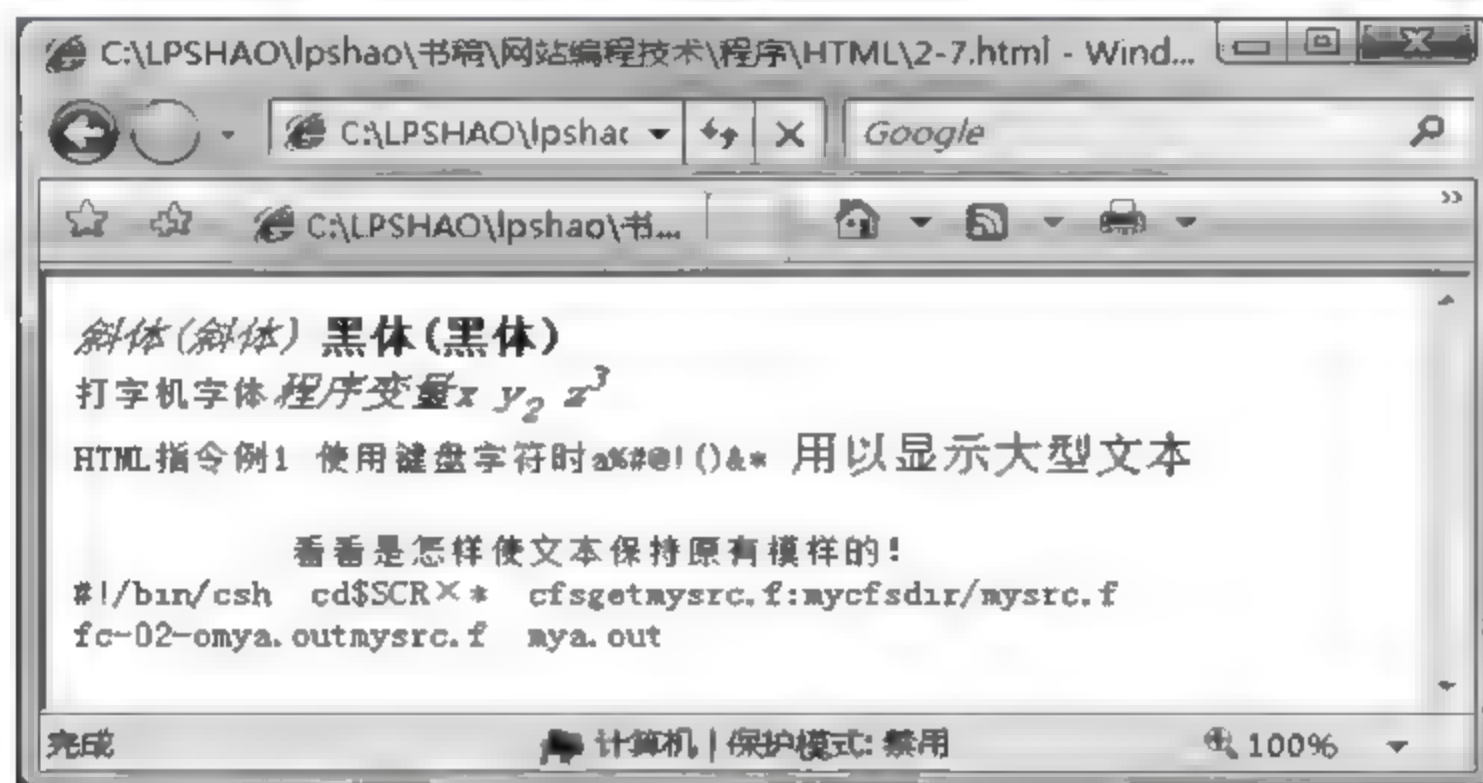 C:\LPSHAO\lpshao\书稿\网站编程技术\程序\HTML\2-7.html - Wind...
C:\LPSHAO\lpshac
Google
C:\LPSHAO\lpshao\书...
斜体(斜体) 黑体(黑体)
打字机字体程序变量x y₂ z³
HTML指令例1 使用键盘字符时a%#@!()&* 用以显示大型文本
看看是怎样使文本保持原有模样的!
#!/bin/csh cd$SCR×* cfsgetmysrc.f:mycfsdir/mysrc.f
fc-02-omya.outmysrc.f mya.out
完成 计算机 | 保护模式: 禁用 100%